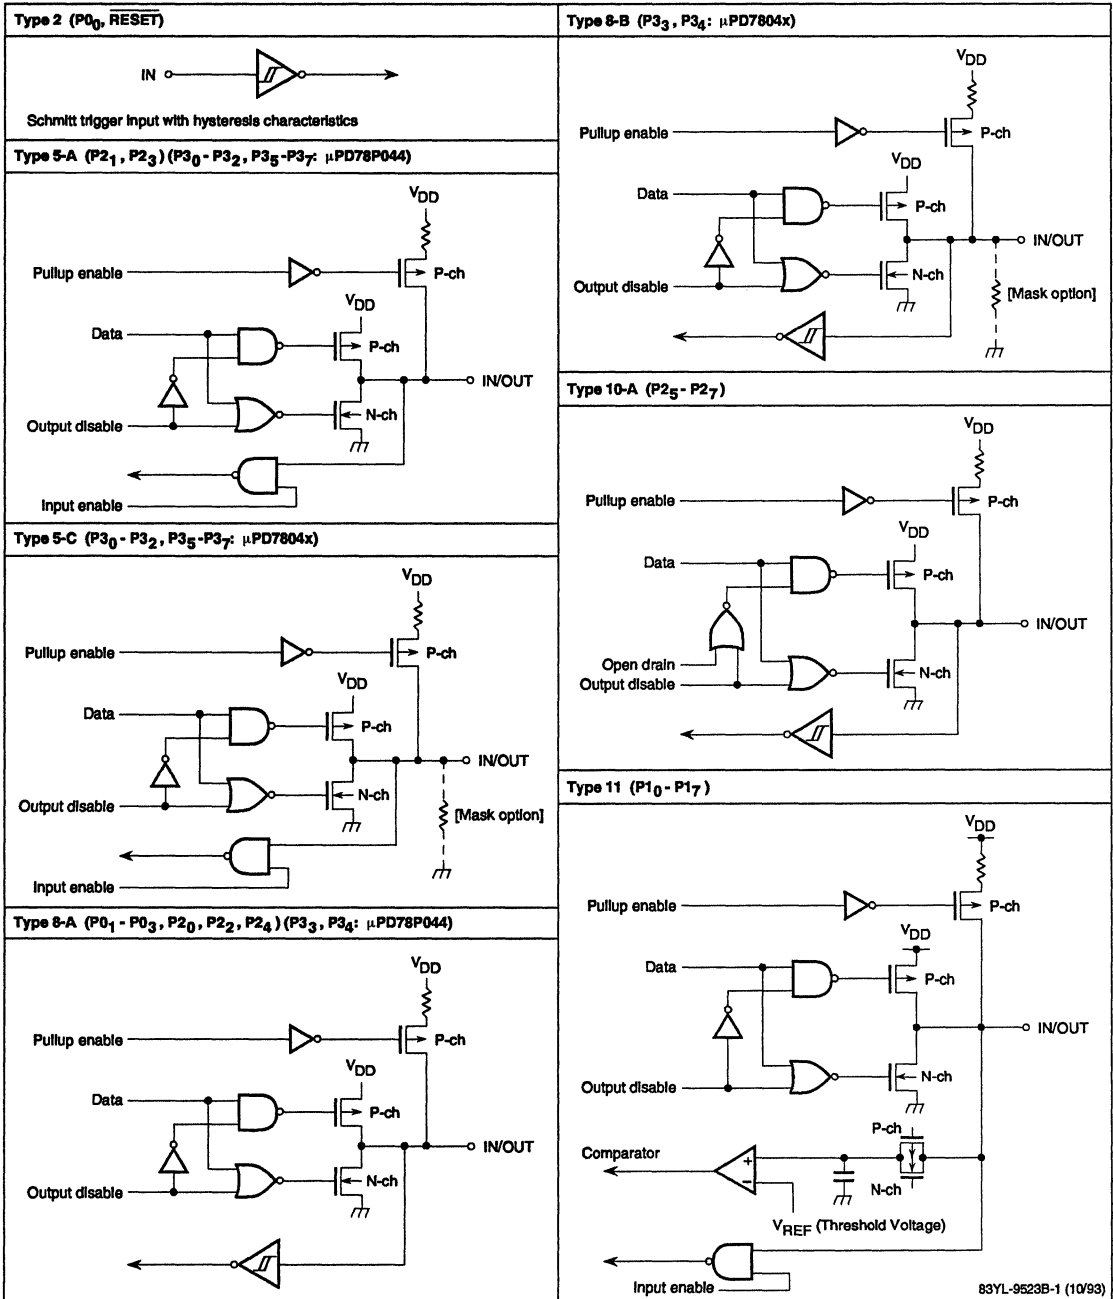 Type 2 (P0₀, R̅E̅S̅E̅T̅)
IN
Schmitt trigger input with hysteresis characteristics
Type 5-A (P2₁, P2₃) (P3₀ - P3₂, P3₅-P3₇: μPD78P044)
VDD
Pullup enable
P-ch
VDD
Data
P-ch
IN/OUT
N-ch
Output disable
Input enable
Type 5-C (P3₀ - P3₂, P3₅-P3₇: μPD7804x)
VDD
Pullup enable
P-ch
VDD
Data
P-ch
IN/OUT
N-ch
Output disable
[Mask option]
Input enable
Type 8-A (P0₁ - P0₃, P2₀, P2₂, P2₄) (P3₃, P3₄: μPD78P044)
VDD
Pullup enable
P-ch
VDD
Data
P-ch
IN/OUT
N-ch
Output disable
Type 8-B (P3₃, P3₄: μPD7804x)
VDD
Pullup enable
P-ch
VDD
Data
P-ch
IN/OUT
N-ch
Output disable
[Mask option]
Type 10-A (P2₅ - P2₇)
VDD
Pullup enable
P-ch
VDD
Data
P-ch
IN/OUT
Open drain
N-ch
Output disable
Type 11 (P1₀ - P1₇)
VDD
Pullup enable
P-ch
VDD
Data
P-ch
IN/OUT
N-ch
Output disable
P-ch
Comparator
+
−
N-ch
VREF (Threshold Voltage)
Input enable
83YL-9523B-1 (10/93)